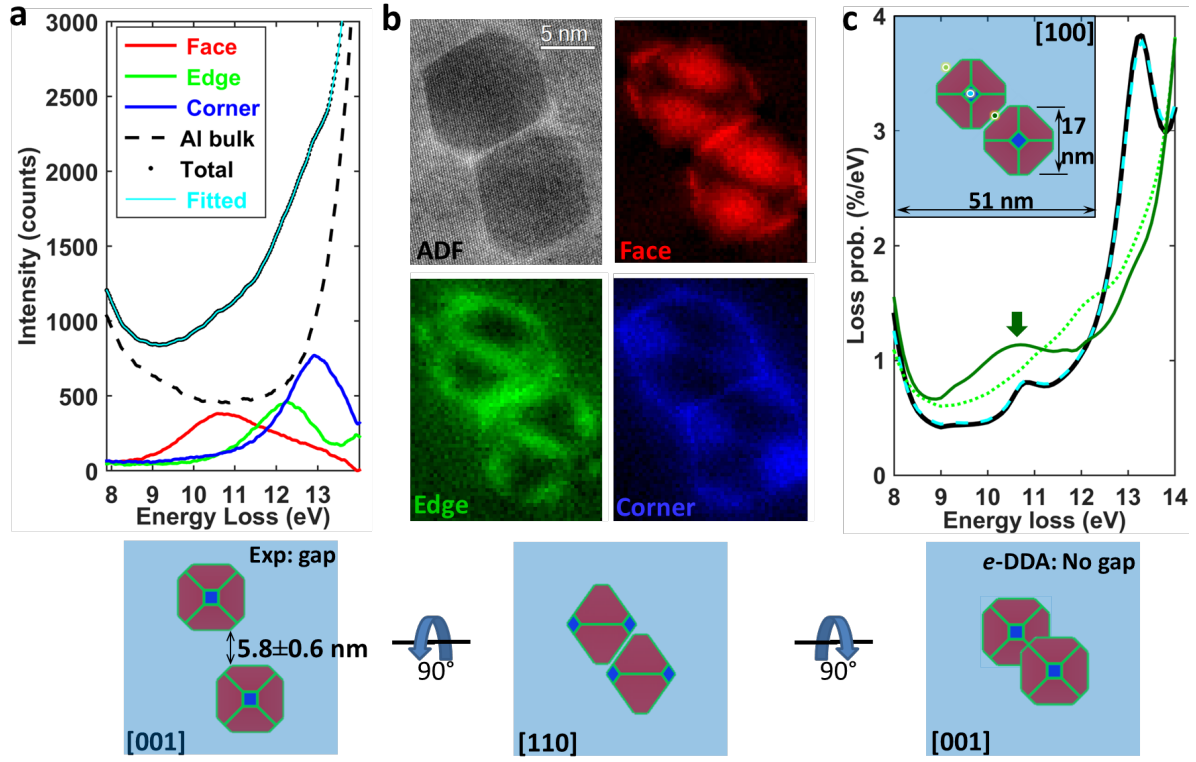 a
3000
2500
2000
1500
1000
500
0
8
9
10
11
12
13
Intensity (counts)
Energy Loss (eV)
Face
Edge
Corner
Al bulk
Total
Fitted
b
5 nm
ADF
Face
Edge
Corner
c
4%
3
2
1
0
8
9
10
11
12
13
14
Loss prob. (%/eV)
Energy loss (eV)
[100]
17
nm
51 nm
Exp: gap
5.8±0.6 nm
[001]
90°
[110]
90°
e-DDA: No gap
[001]